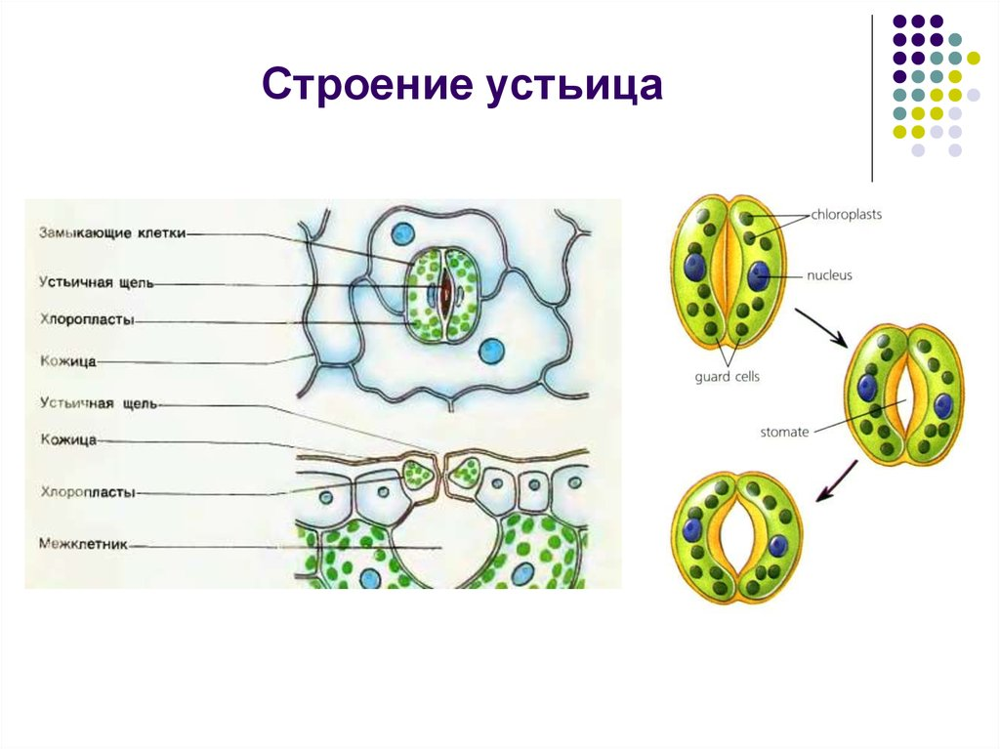 Строение устьица
Замыкающие клетки
Устьичная щель
Хлоропласты
Кожица
Устьичная щель
Кожица
Хлоропласты
Межклетник
chloroplasts
nucleus
guard cells
stomate